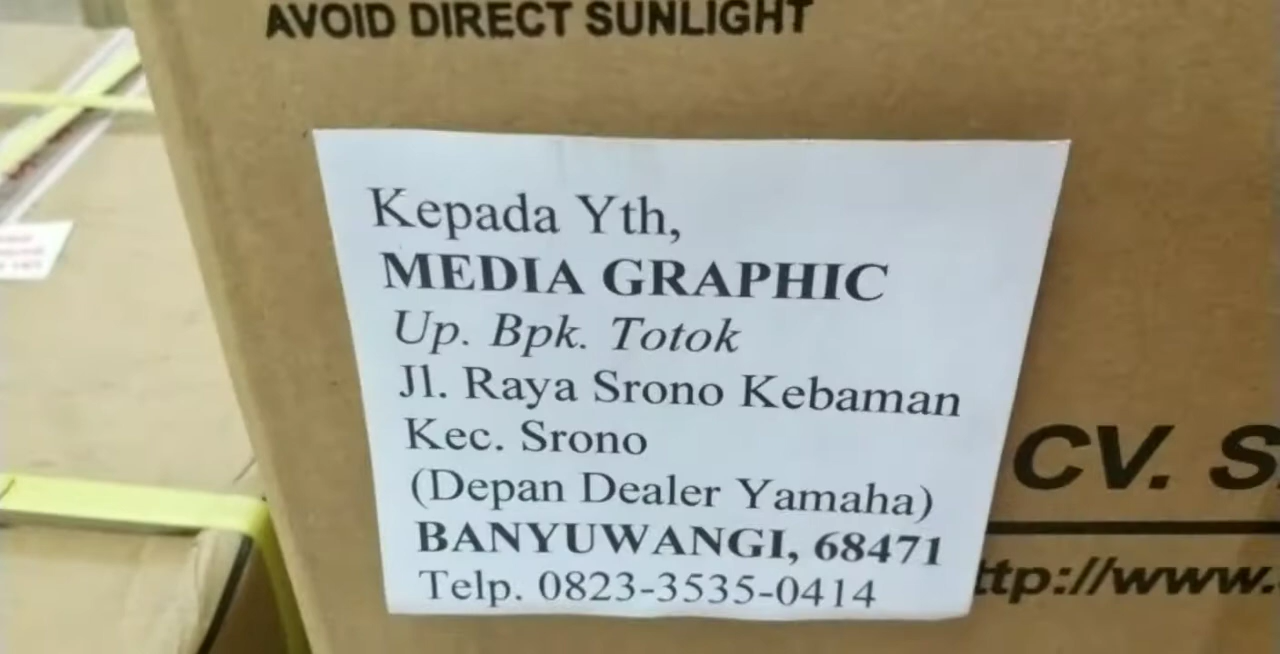 AVOID DIRECT SUNLIGHT
Kepada Yth,
MEDIA GRAPHIC
Up. Bpk. Totok
Jl. Raya Srono Kebaman
Kec. Srono
(Depan Dealer Yamaha)
BANYUWANGI, 68471
Telp. 0823-3535-0414
CV. S
ttp://www.